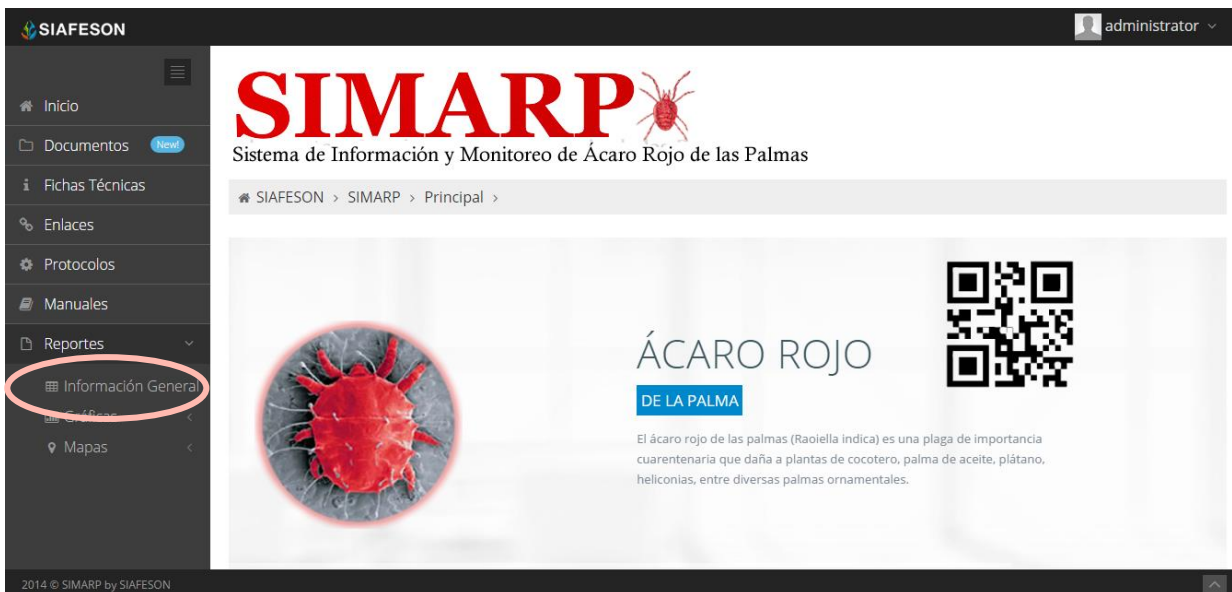 SIAFESON
administrator
Inicio
Documentos New!
Fichas Técnicas
Enlaces
Protocolos
Manuales
Reportes
Información General
Gráficas
Mapas
SIMARP
Sistema de Información y Monitoreo de Ácaro Rojo de las Palmas
SIAFESON > SIMARP > Principal >
ÁCARO ROJO
DE LA PALMA
El ácaro rojo de las palmas (Raoiella indica) es una plaga de importancia
cuarentenaria que daña a plantas de cocotero, palma de aceite, plátano,
heliconias, entre diversas palmas ornamentales.
2014 © SIMARP by SIAFESON